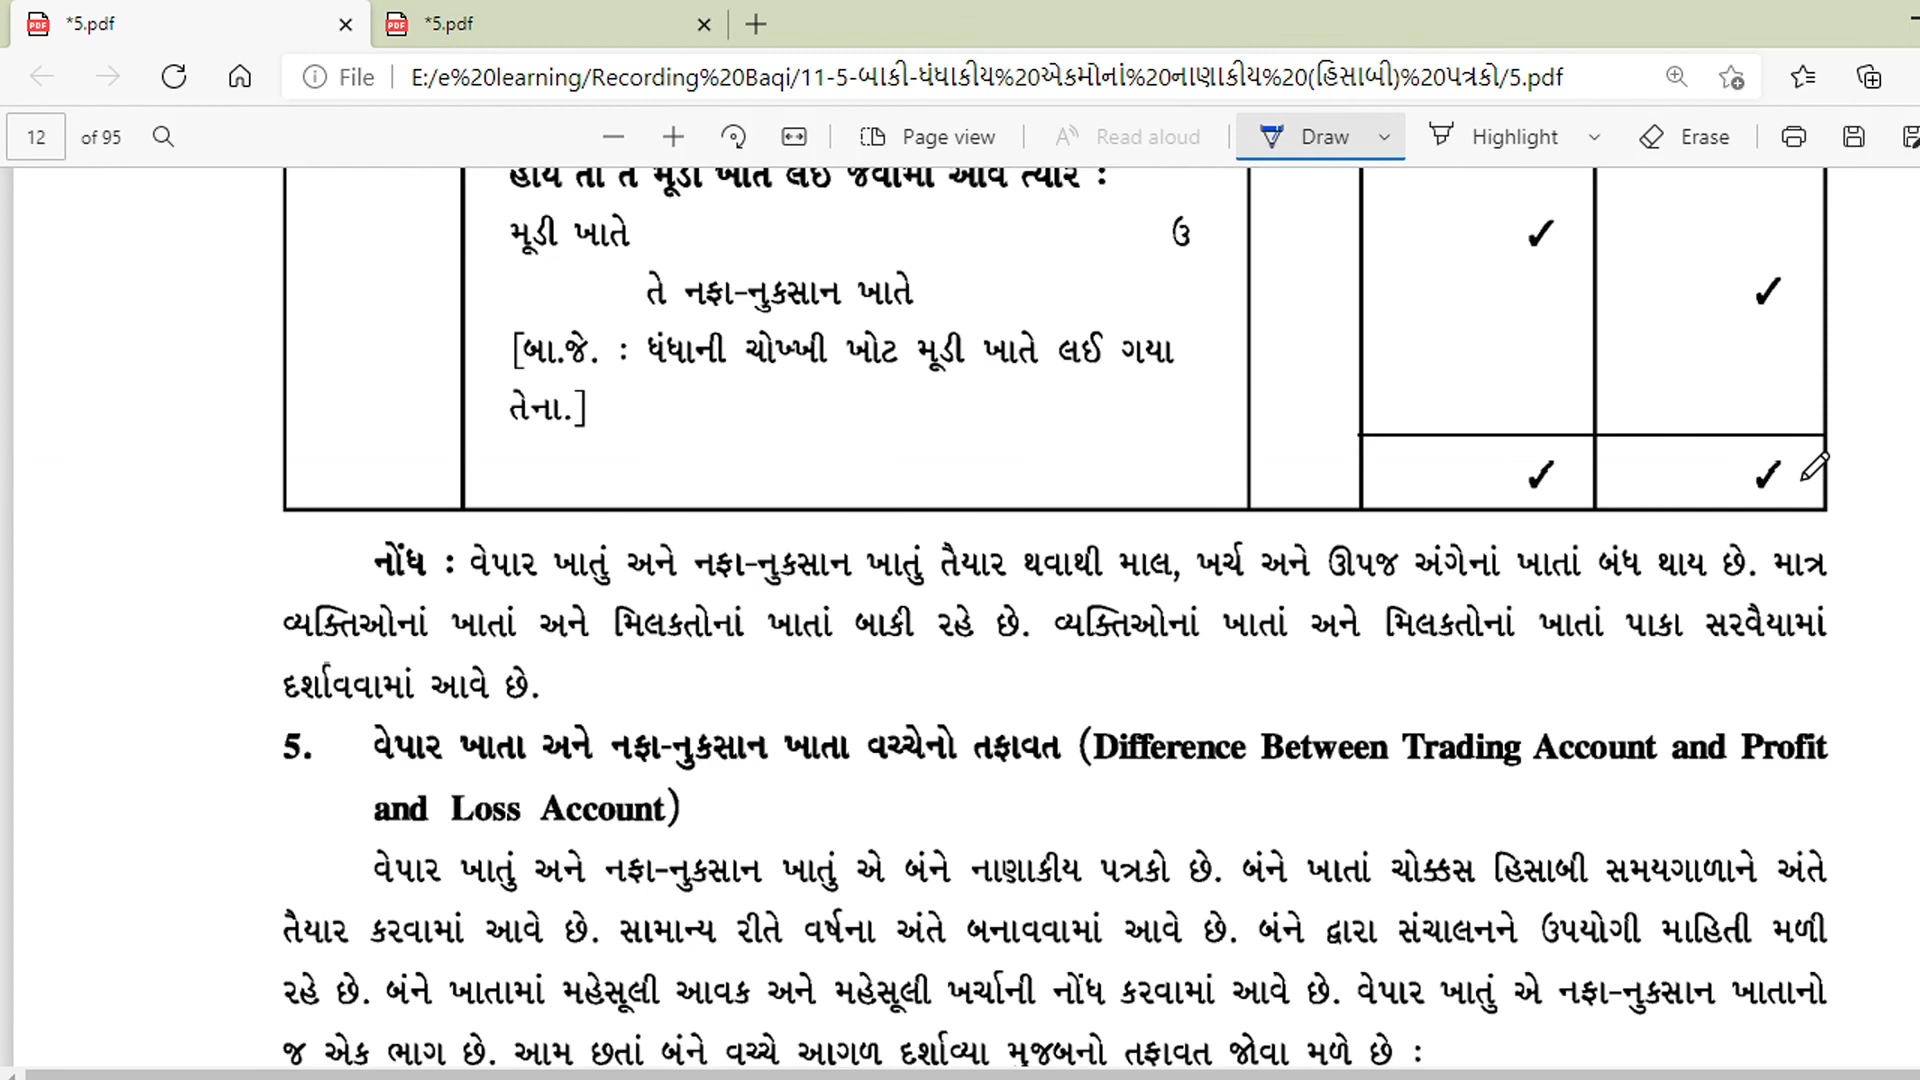 *5.pdf
*5.pdf
File
E:/e%20learning/Recording%20Baqi/11-5-બાકી-ધંધાકીય%20એકમોનાં%20નાણાકીય%20(હિસાબી)%20પત્રકો/5.pdf
12 of 95
Page view
Read aloud
Draw
Highlight
Erase
હોય તો તે મૂડી ખાતે લઈ જવામાં આવે ત્યારે :
મૂડી ખાતે ઉ ✓
તે નફા-નુકસાન ખાતે ✓
[બા.જે. : ધંધાની ચોખ્ખી ખોટ મૂડી ખાતે લઈ ગયા
તેના.]
✓ ✓
નોંધ : વેપાર ખાતું અને નફા-નુકસાન ખાતું તૈયાર થવાથી માલ, ખર્ચ અને ઊપજ અંગેનાં ખાતાં બંધ થાય છે. માત્ર
વ્યક્તિઓનાં ખાતાં અને મિલકતોનાં ખાતાં બાકી રહે છે. વ્યક્તિઓનાં ખાતાં અને મિલકતોનાં ખાતાં પાકા સરવૈયામાં
દર્શાવવામાં આવે છે.
5. વેપાર ખાતા અને નફા-નુકસાન ખાતા વચ્ચેનો તફાવત (Difference Between Trading Account and Profit
and Loss Account)
વેપાર ખાતું અને નફા-નુકસાન ખાતું એ બંને નાણાકીય પત્રકો છે. બંને ખાતાં ચોક્કસ હિસાબી સમયગાળાને અંતે
તૈયાર કરવામાં આવે છે. સામાન્ય રીતે વર્ષના અંતે બનાવવામાં આવે છે. બંને દ્વારા સંચાલનને ઉપયોગી માહિતી મળી
રહે છે. બંને ખાતામાં મહેસૂલી આવક અને મહેસૂલી ખર્ચાની નોંધ કરવામાં આવે છે. વેપાર ખાતું એ નફા-નુકસાન ખાતાનો
જ એક ભાગ છે. આમ છતાં બંને વચ્ચે આગળ દર્શાવ્યા મુજબનો તફાવત જોવા મળે છે :